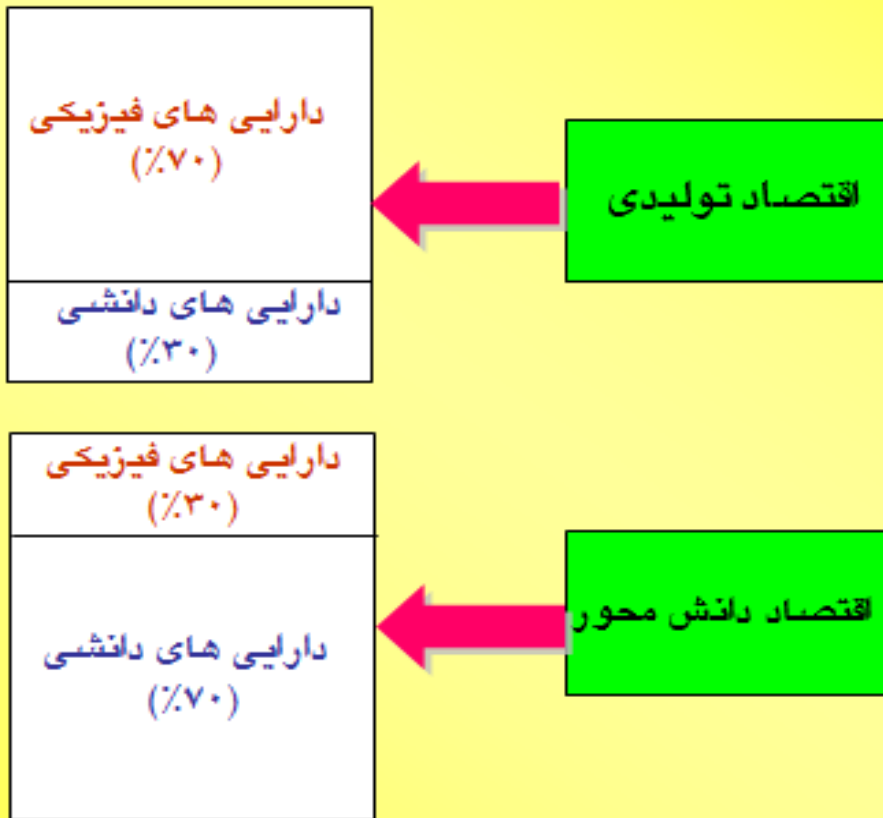 اقتصاد تولیدی
دارایی های فیزیکی
(٪۷۰)
دارایی های دانشی
(٪۳۰)
اقتصاد دانش محور
دارایی های فیزیکی
(٪۳۰)
دارایی های دانشی
(٪۷۰)